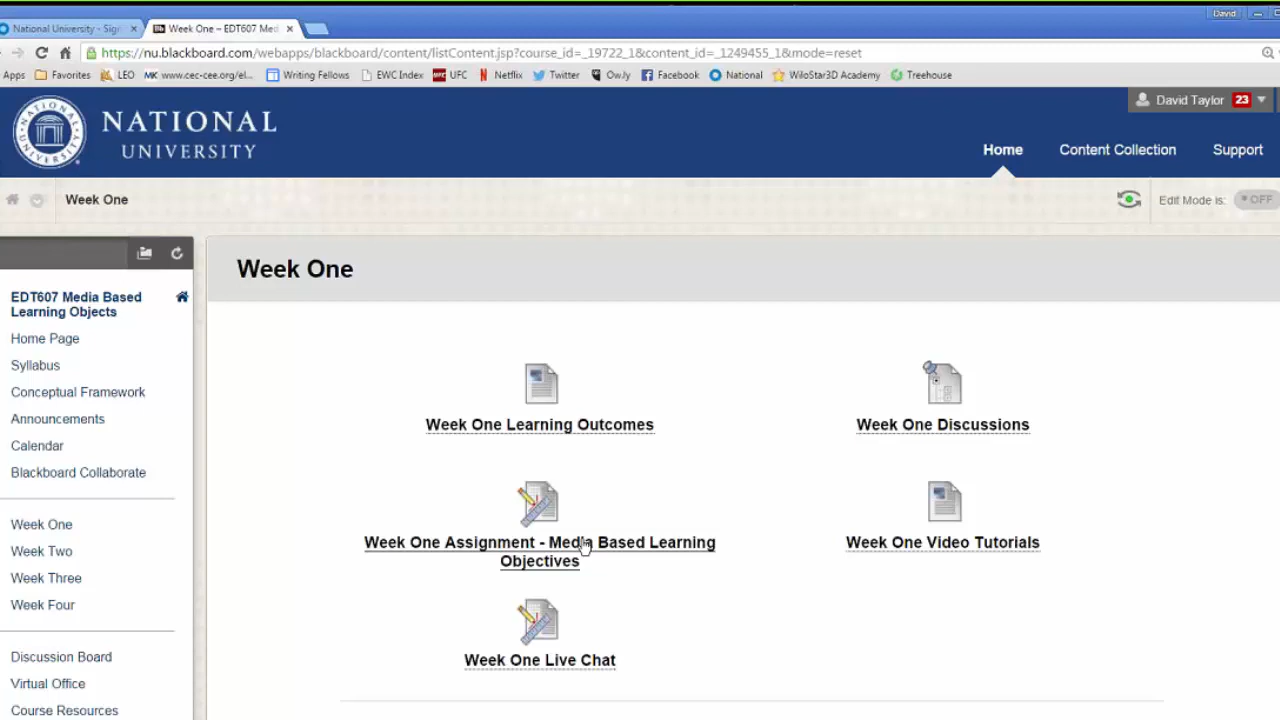 David
National University - Sig
Week One – EDT607 Med
https://nu.blackboard.com/webapps/blackboard/content/listContent.jsp?course_id=_19722_1&content_id=_1249455_1&mode=reset
Apps Favorites LEO www.cec-cee.org/el... Writing Fellows EWC Index UFC Netflix Twitter Ow.ly Facebook National WiloStar3D Academy Treehouse
David Taylor 23
NATIONAL
UNIVERSITY
Home Content Collection Support
Week One
Edit Mode is: OFF
Week One
EDT607 Media Based
Learning Objects
Home Page
Syllabus
Conceptual Framework
Announcements
Calendar
Blackboard Collaborate
Week One
Week Two
Week Three
Week Four
Discussion Board
Virtual Office
Course Resources
Week One Learning Outcomes
Week One Discussions
Week One Assignment - Media Based Learning
Objectives
Week One Video Tutorials
Week One Live Chat